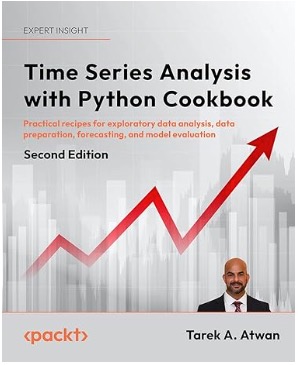 EXPERT INSIGHT
Time Series Analysis
with Python Cookbook
Practical recipes for exploratory data analysis, data
preparation, forecasting, and model evaluation
Second Edition
<packt>
Tarek A. Atwan